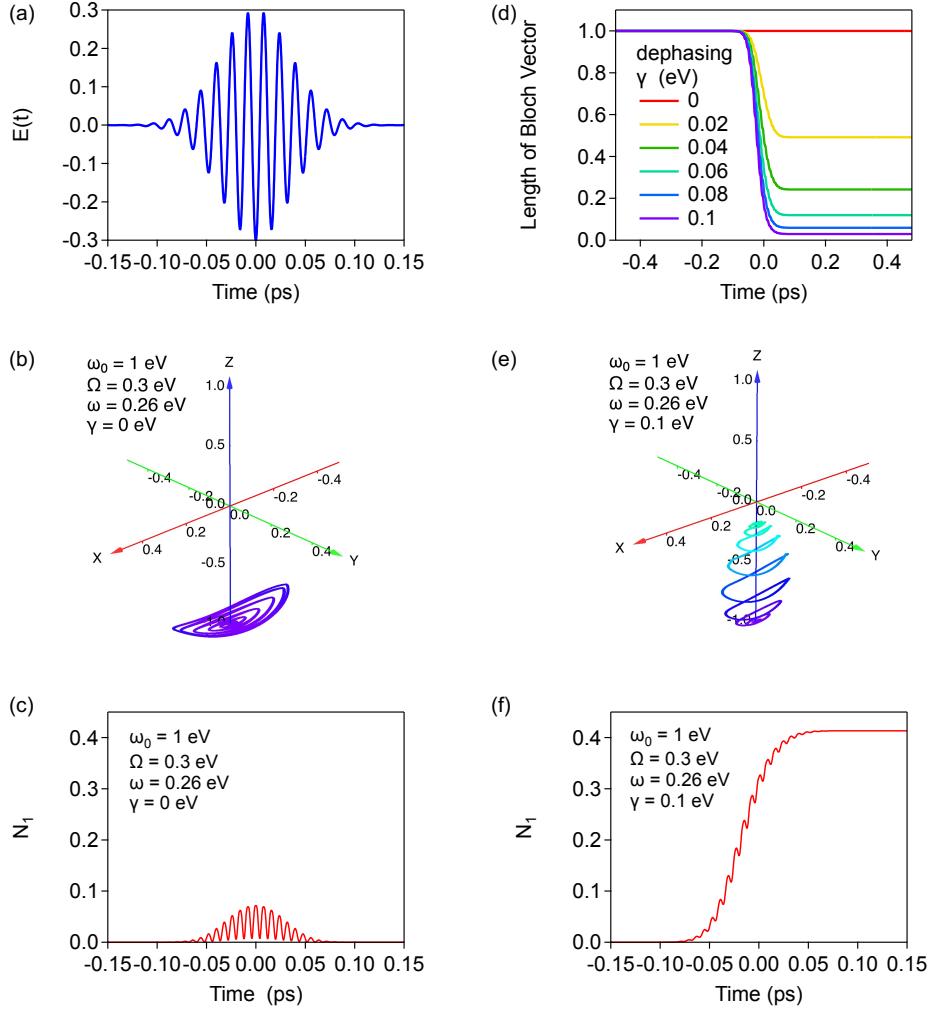 (a)
0.3
0.2
0.1
0.0
-0.1
-0.2
-0.3
E(t)
-0.15 -0.10 -0.05 0.00 0.05 0.10 0.15
Time (ps)
(d)
1.0
0.8
0.6
0.4
0.2
0.0
Length of Bloch Vector
dephasing
γ (eV)
0
0.02
0.04
0.06
0.08
0.1
-0.4 -0.2 0.0 0.2 0.4
Time (ps)
(b)
ω₀ = 1 eV
Ω = 0.3 eV
ω = 0.26 eV
γ = 0 eV
Z
1.0
0.5
-0.4 -0.4
-0.2 -0.2
0.0
0.0
0.2 0.2
0.4 0.4
X Y
-0.5
-1.0
(e)
ω₀ = 1 eV
Ω = 0.3 eV
ω = 0.26 eV
γ = 0.1 eV
Z
1.0
0.5
-0.4 -0.4
-0.2 -0.2
0.0
0.0
0.2 0.2
0.4 0.4
X Y
-0.5
-1.0
(c)
0.4
0.3
0.2
0.1
0.0
N₁
ω₀ = 1 eV
Ω = 0.3 eV
ω = 0.26 eV
γ = 0 eV
-0.15 -0.10 -0.05 0.00 0.05 0.10 0.15
Time (ps)
(f)
0.4
0.3
0.2
0.1
0.0
N₁
ω₀ = 1 eV
Ω = 0.3 eV
ω = 0.26 eV
γ = 0.1 eV
-0.15 -0.10 -0.05 0.00 0.05 0.10 0.15
Time (ps)